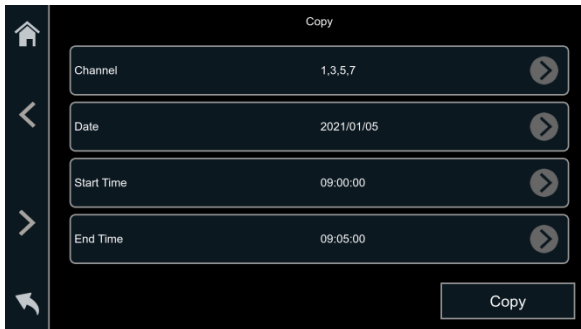 Copy
Channel 1,3,5,7
Date 2021/01/05
Start Time 09:00:00
End Time 09:05:00
Copy